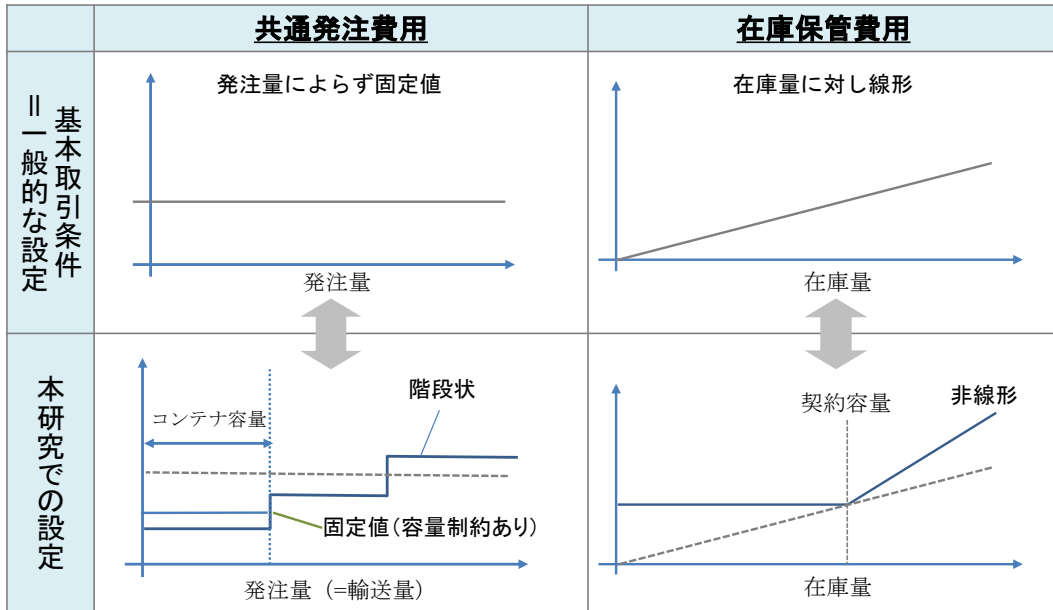 共通発注費用
在庫保管費用
基本取引条件
＝一般的な設定
発注量によらず固定値
発注量
在庫量に対し線形
在庫量
本研究での設定
階段状
コンテナ容量
固定値(容量制約あり)
発注量 (=輸送量)
契約容量
非線形
在庫量